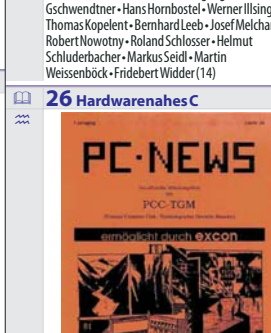 Gschwendtner • Hans Hornbostel • Werner Illsing
Thomas Kopelent • Bernhard Leeb • Josef Melcha
Robert Nowotny • Roland Schlosser • Helmut
Schluderbacher • Markus Seidl • Martin
Weissenböck • Fridebert Widder (14)
26 Hardwarenahes C
PC-NEWS
PCC-TGM
ermöglicht durch excon